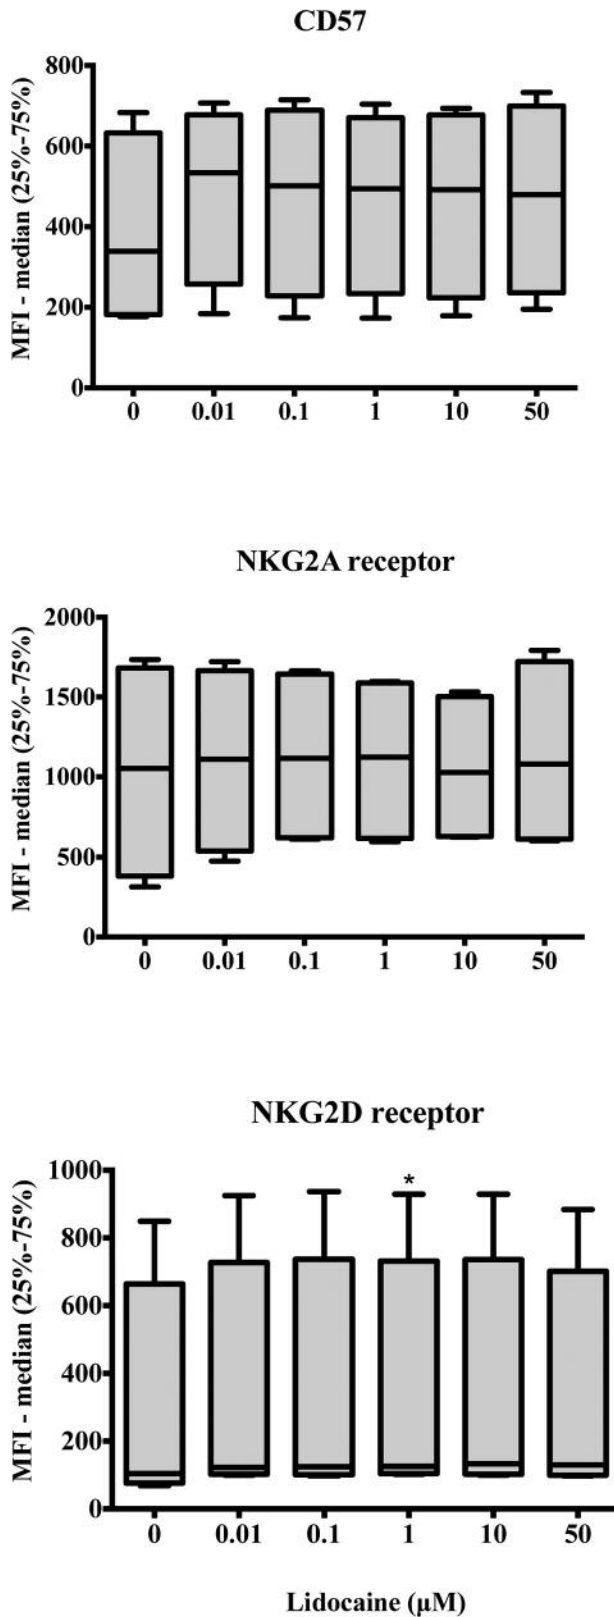 CD57
MFI - median (25%-75%)
800
600
400
200
0
0 0.01 0.1 1 10 50
NKG2A receptor
MFI - median (25%-75%)
2000
1500
1000
500
0
0 0.01 0.1 1 10 50
NKG2D receptor
MFI - median (25%-75%)
1000
800
600
400
200
0
*
0 0.01 0.1 1 10 50
Lidocaine (µM)